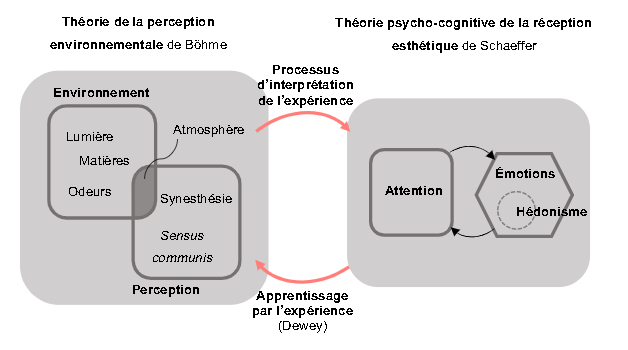 Théorie de la perception
environnementale de Böhme
Théorie psycho-cognitive de la réception
esthétique de Schaeffer
Processus
d'interprétation
de l'expérience
Environnement
Lumière
Matières
Odeurs
Atmosphère
Synesthésie
Sensus
communis
Perception
Attention
Émotions
Hédonisme
Apprentissage
par l'expérience
(Dewey)